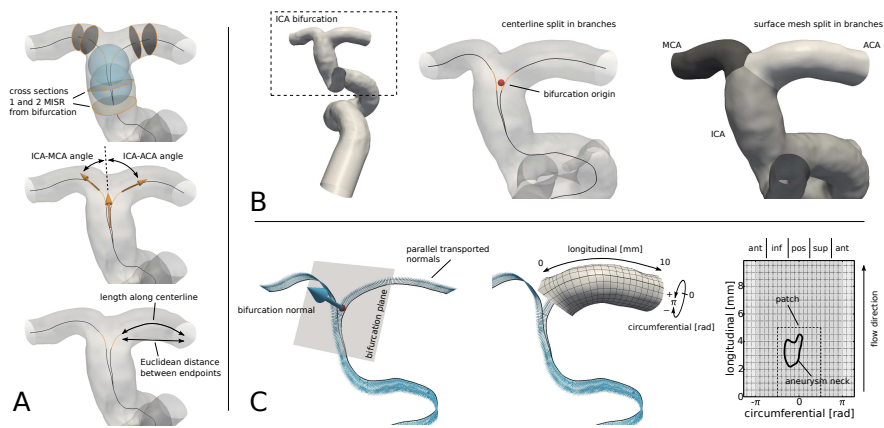 cross sections
1 and 2 MISR
from bifurcation
ICA-MCA angle
ICA-ACA angle
length along centerline
Euclidean distance
between endpoints
A
ICA bifurcation
centerline split in branches
bifurcation origin
surface mesh split in branches
MCA
ACA
ICA
B
bifurcation normal
parallel transported
normals
bifurcation plane
longitudinal [mm]
0
10
+
π
−
0
circumferential [rad]
ant
inf
pos
sup
ant
longitudinal [mm]
8
6
4
2
0
patch
aneurysm neck
-π
0
π
circumferential [rad]
flow direction
C